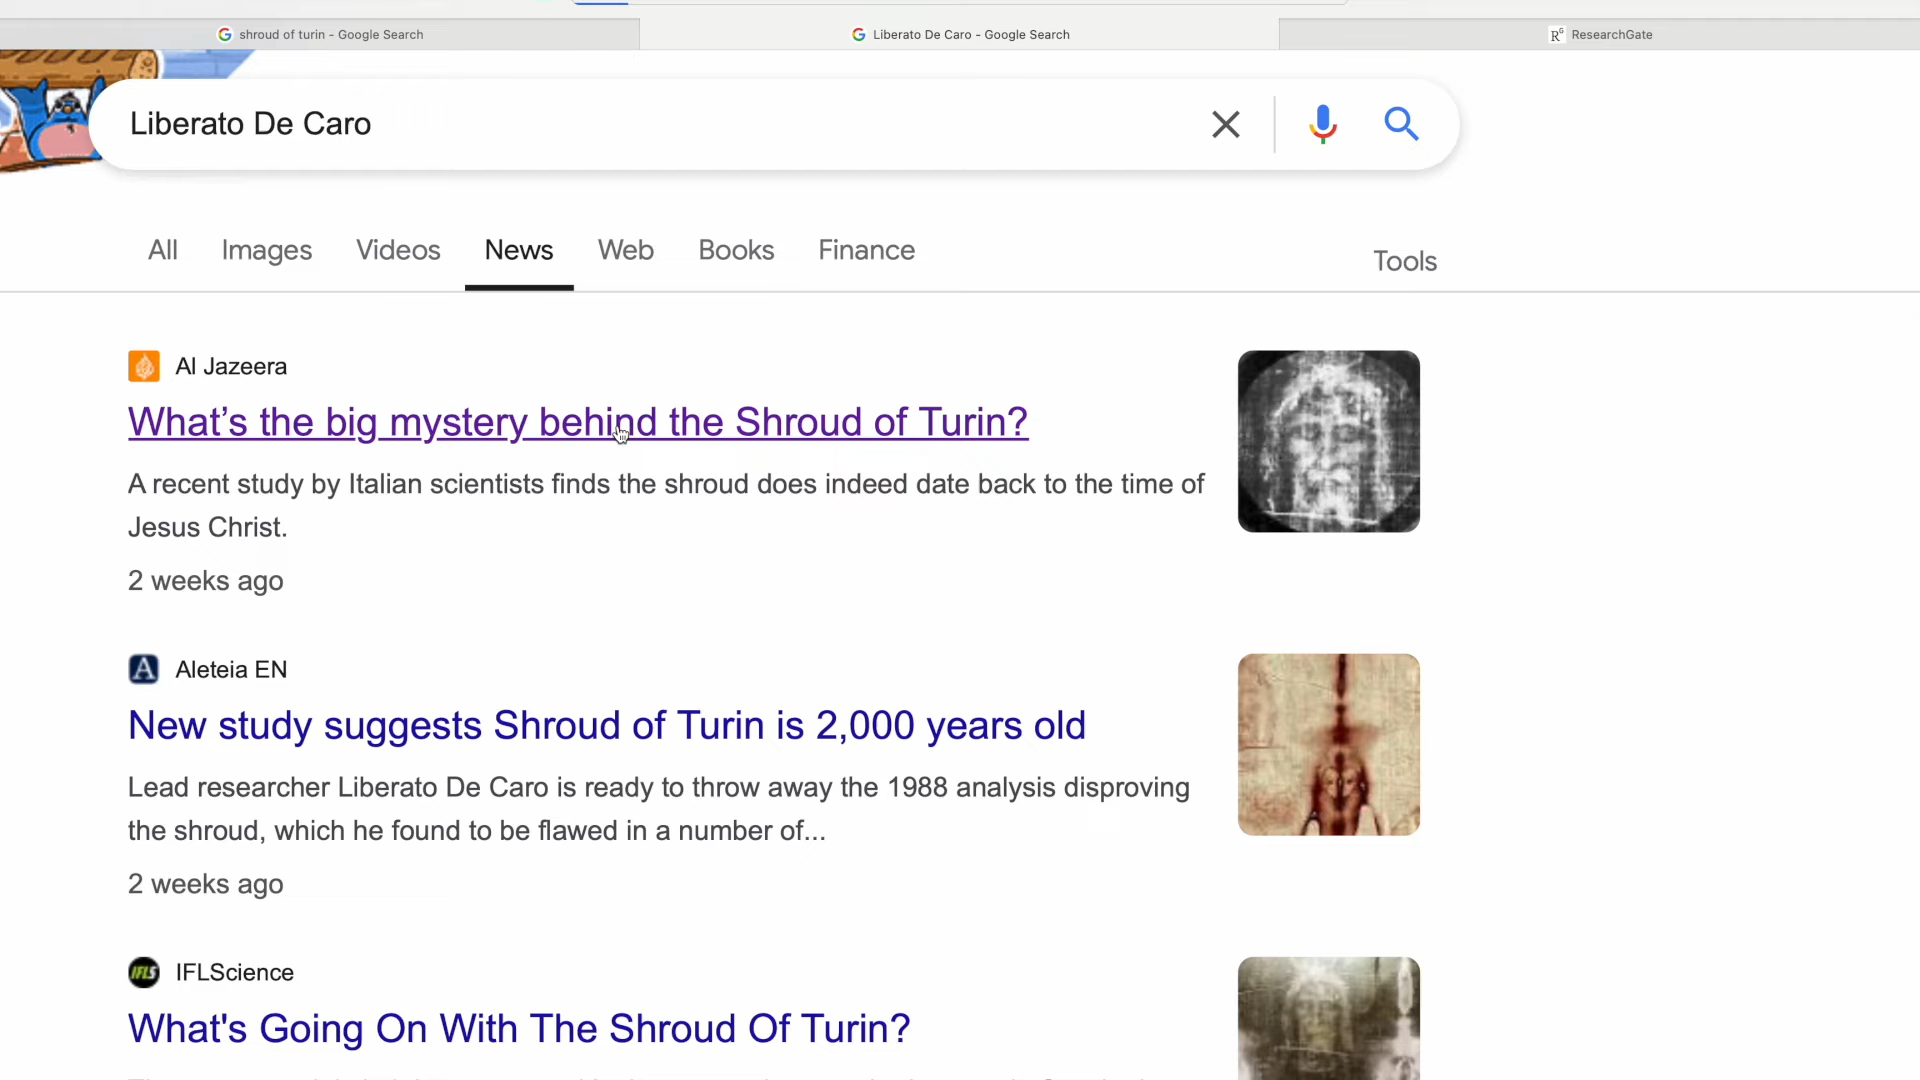 shroud of turin - Google Search
Liberato De Caro - Google Search
ResearchGate
Liberato De Caro
All Images Videos News Web Books Finance
Tools
Al Jazeera
What’s the big mystery behind the Shroud of Turin?
A recent study by Italian scientists finds the shroud does indeed date back to the time of
Jesus Christ.
2 weeks ago
Aleteia EN
New study suggests Shroud of Turin is 2,000 years old
Lead researcher Liberato De Caro is ready to throw away the 1988 analysis disproving
the shroud, which he found to be flawed in a number of...
2 weeks ago
IFLS
IFLScience
What's Going On With The Shroud Of Turin?